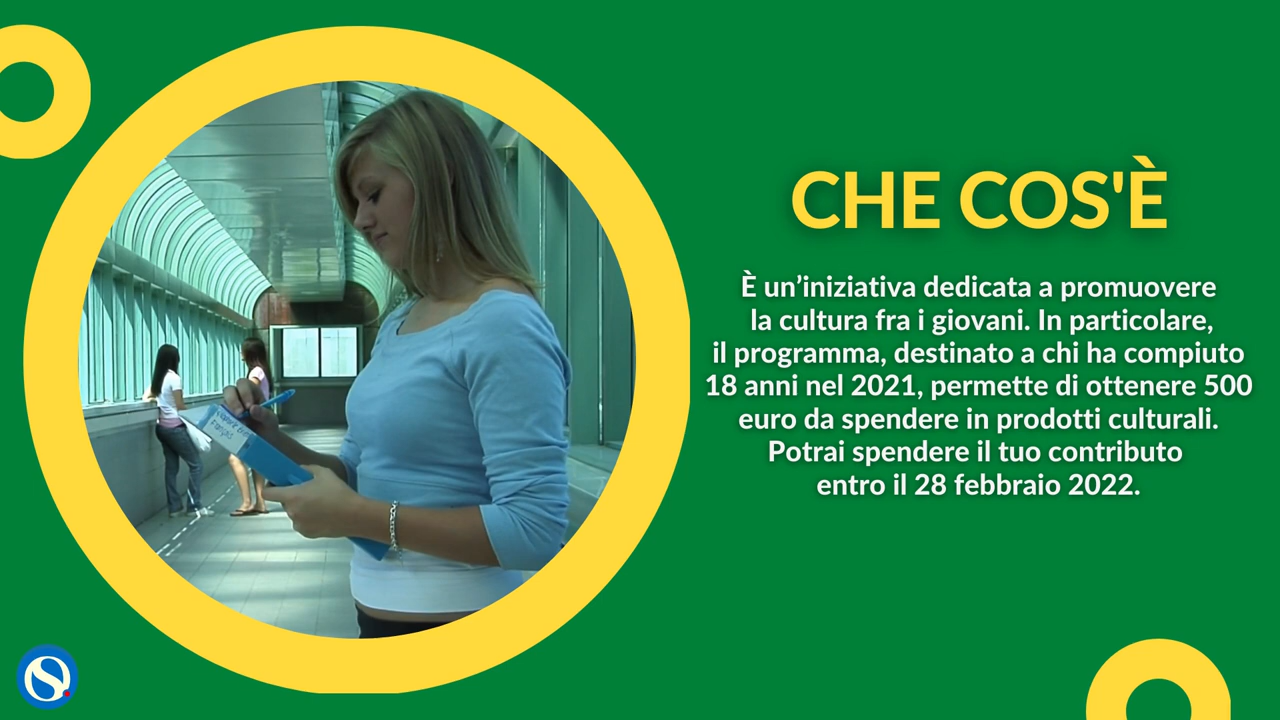 CHE COS'È
È un’iniziativa dedicata a promuovere
la cultura fra i giovani. In particolare,
il programma, destinato a chi ha compiuto
18 anni nel 2021, permette di ottenere 500
euro da spendere in prodotti culturali.
Potrai spendere il tuo contributo
entro il 28 febbraio 2022.
S.